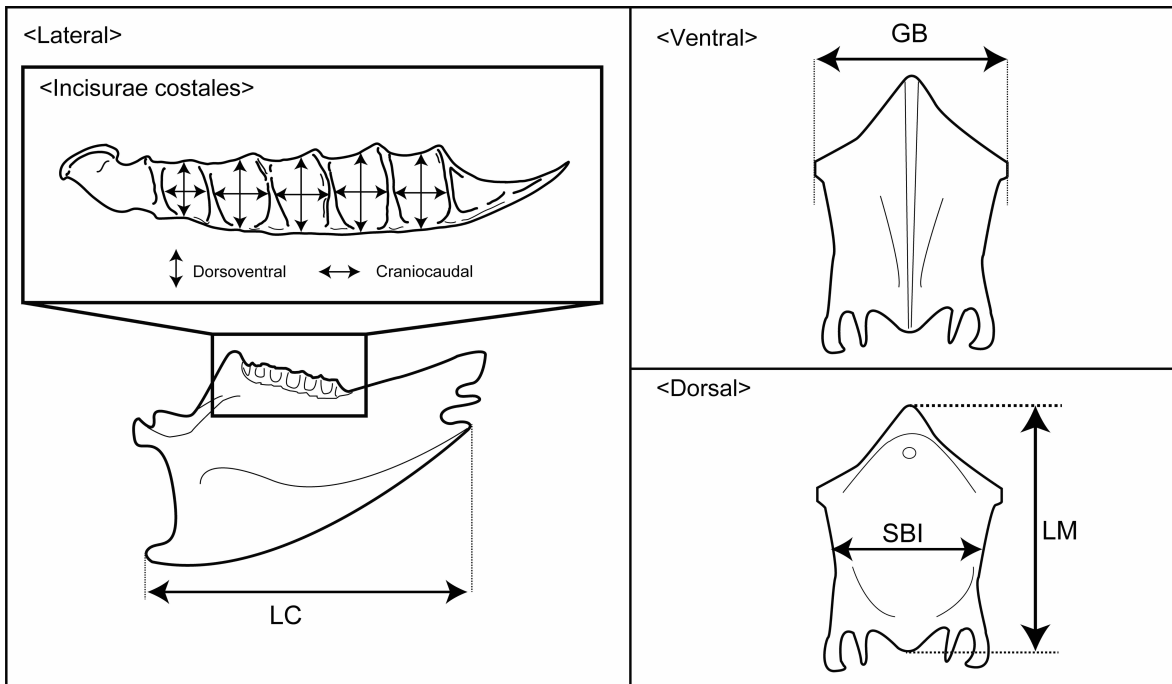 <Lateral>
<Incisurae costales>
Dorsoventral
Craniocaudal
LC
<Ventral>
GB
<Dorsal>
SBI
LM